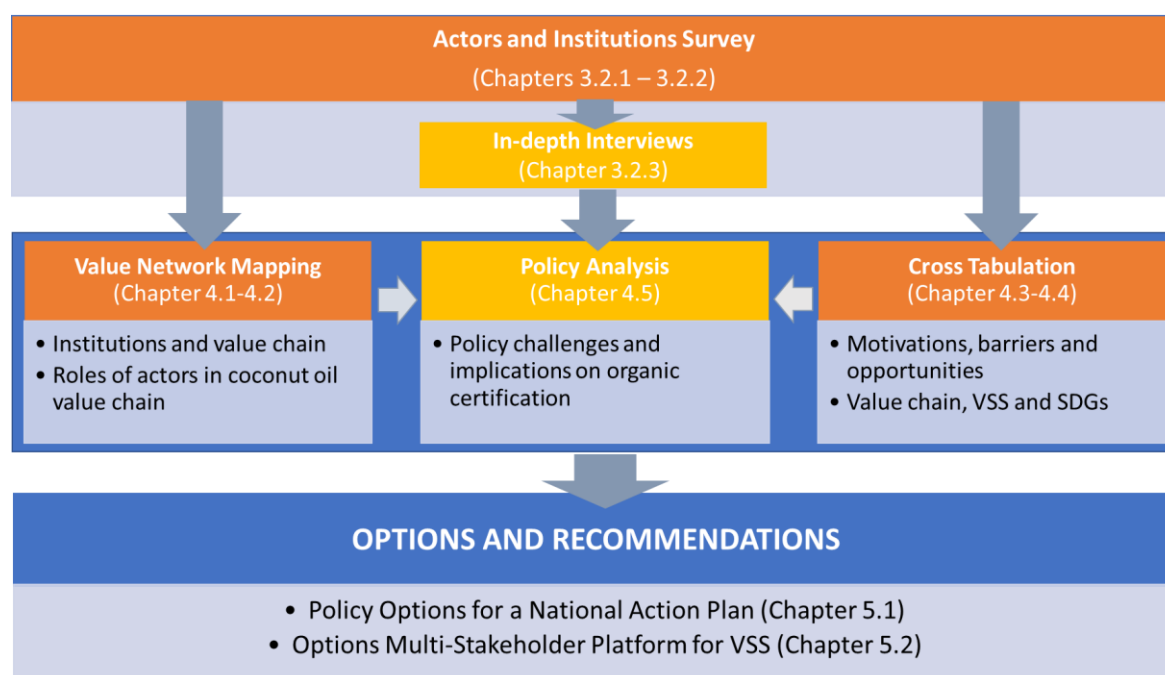 Actors and Institutions Survey
(Chapters 3.2.1 – 3.2.2)
In-depth Interviews
(Chapter 3.2.3)
Value Network Mapping
(Chapter 4.1-4.2)
• Institutions and value chain
• Roles of actors in coconut oil
value chain
Policy Analysis
(Chapter 4.5)
• Policy challenges and
implications on organic
certification
Cross Tabulation
(Chapter 4.3-4.4)
• Motivations, barriers and
opportunities
• Value chain, VSS and SDGs
OPTIONS AND RECOMMENDATIONS
• Policy Options for a National Action Plan (Chapter 5.1)
• Options Multi-Stakeholder Platform for VSS (Chapter 5.2)